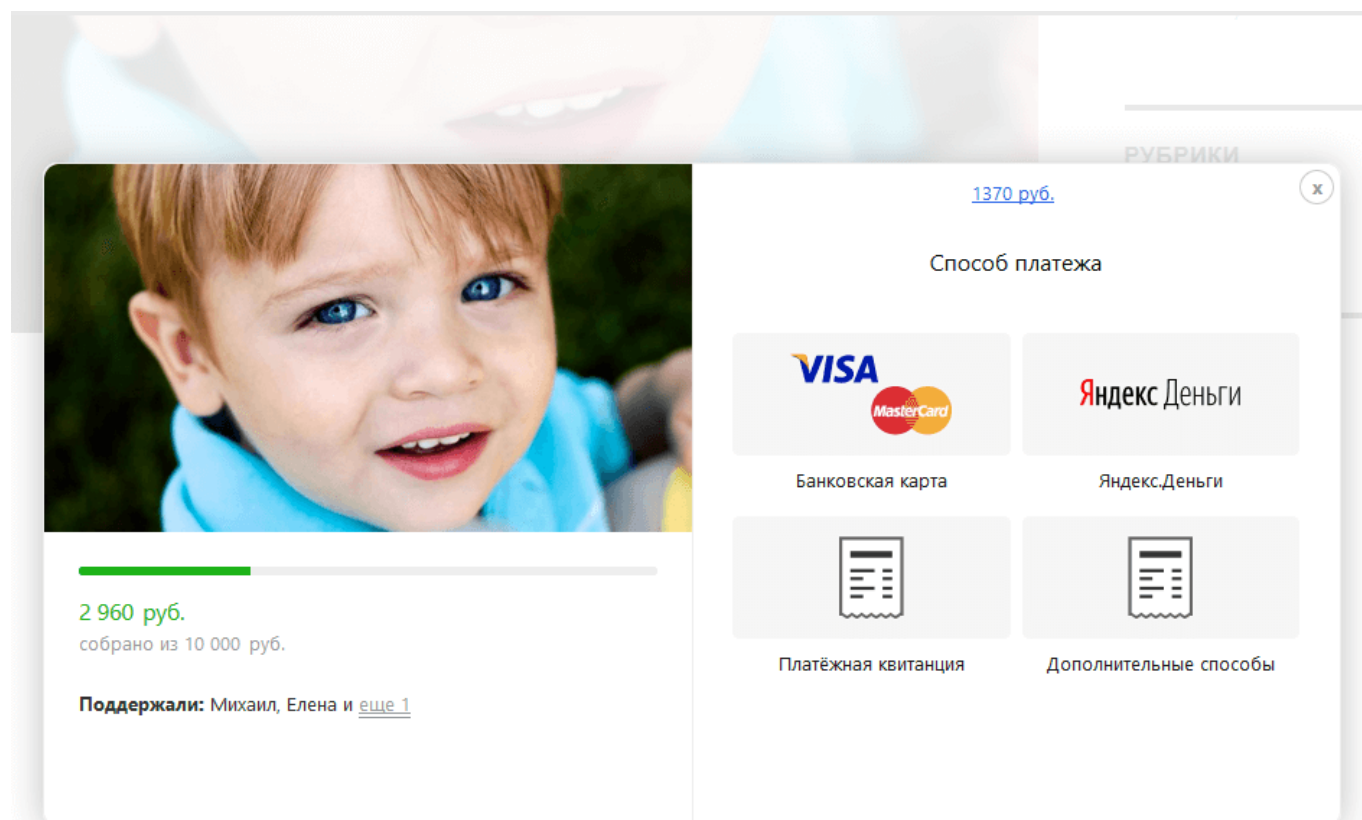 РУБРИКИ
x
1370 руб.
Способ платежа
VISA
MasterCard
Яндекс Деньги
Банковская карта
Яндекс.Деньги
Платёжная квитанция
Дополнительные способы
2 960 руб.
собрано из 10 000 руб.
Поддержали: Михаил, Елена и еще 1